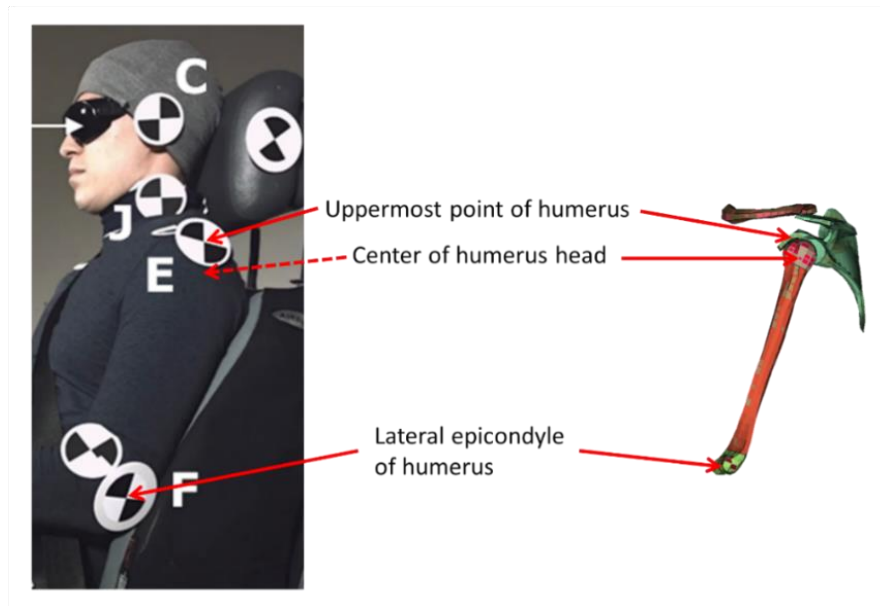 C
J
Uppermost point of humerus
E
Center of humerus head
Lateral epicondyle
of humerus
F